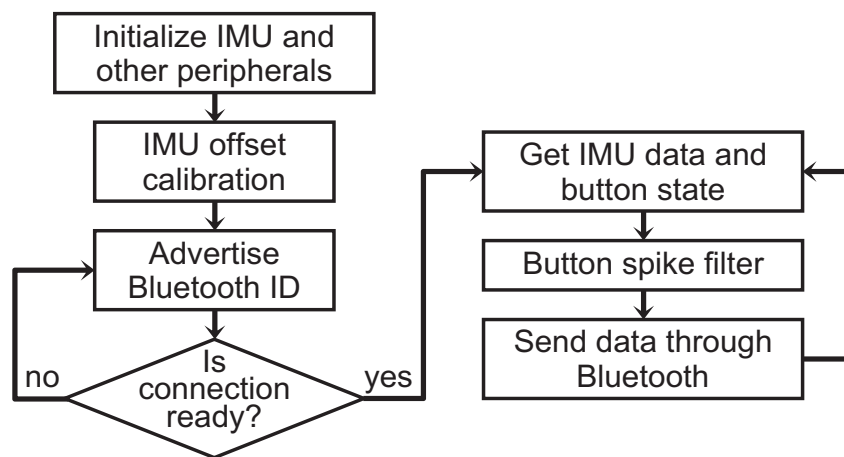 Initialize IMU and
other peripherals
IMU offset
calibration
Advertise
Bluetooth ID
Is
connection
ready?
no
yes
Get IMU data and
button state
Button spike filter
Send data through
Bluetooth